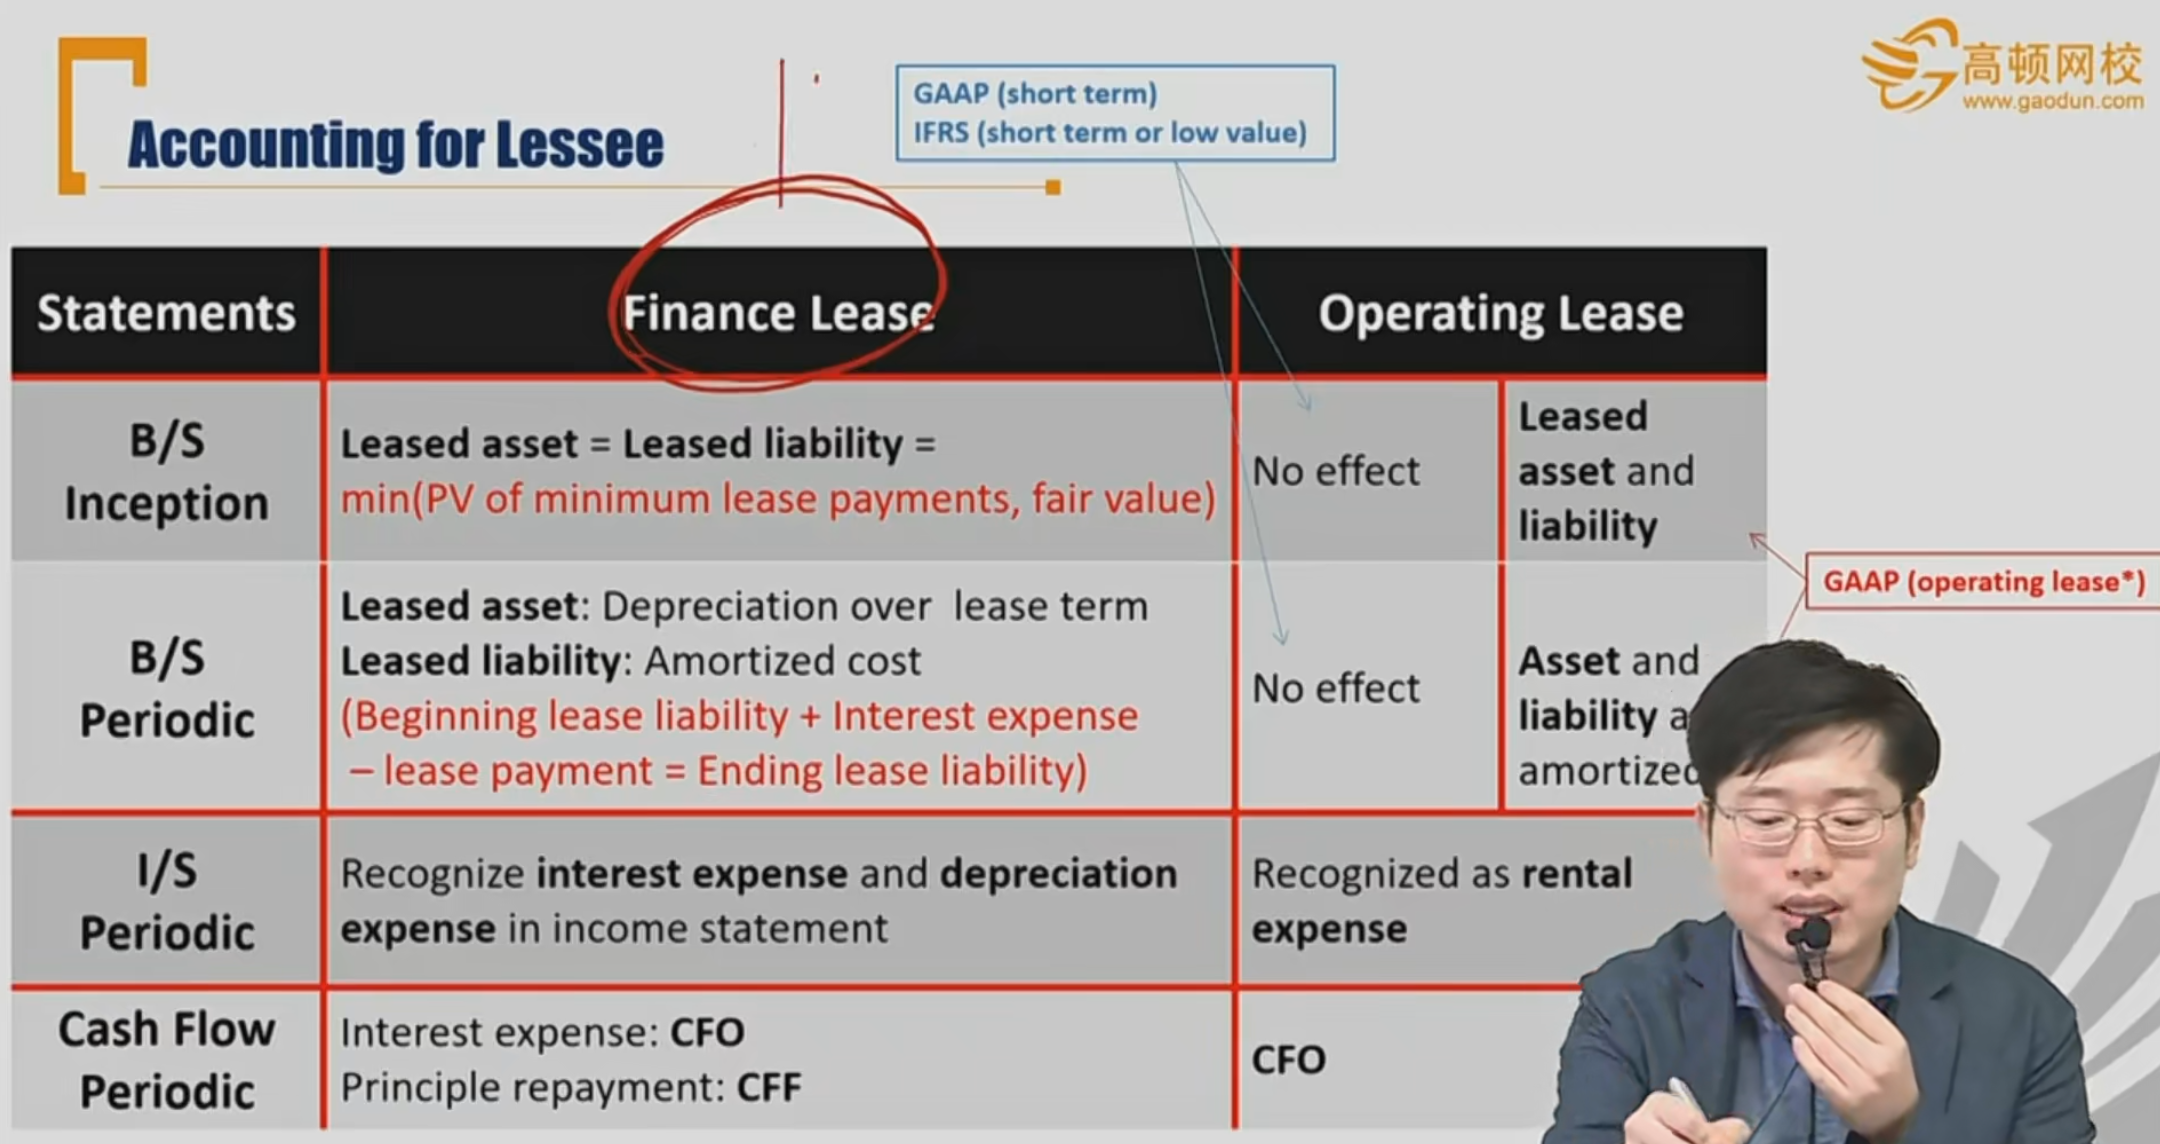 高顿网校
www.gaodun.com
Accounting for Lessee
GAAP (short term)
IFRS (short term or low value)
Statements
Finance Lease
Operating Lease
B/S
Inception
Leased asset = Leased liability =
min(PV of minimum lease payments, fair value)
No effect
Leased
asset and
liability
GAAP (operating lease*)
B/S
Periodic
Leased asset: Depreciation over lease term
Leased liability: Amortized cost
(Beginning lease liability + Interest expense
– lease payment = Ending lease liability)
No effect
Asset and
liability
amortized
I/S
Periodic
Recognize interest expense and depreciation
expense in income statement
Recognized as rental
expense
Cash Flow
Periodic
Interest expense: CFO
Principle repayment: CFF
CFO